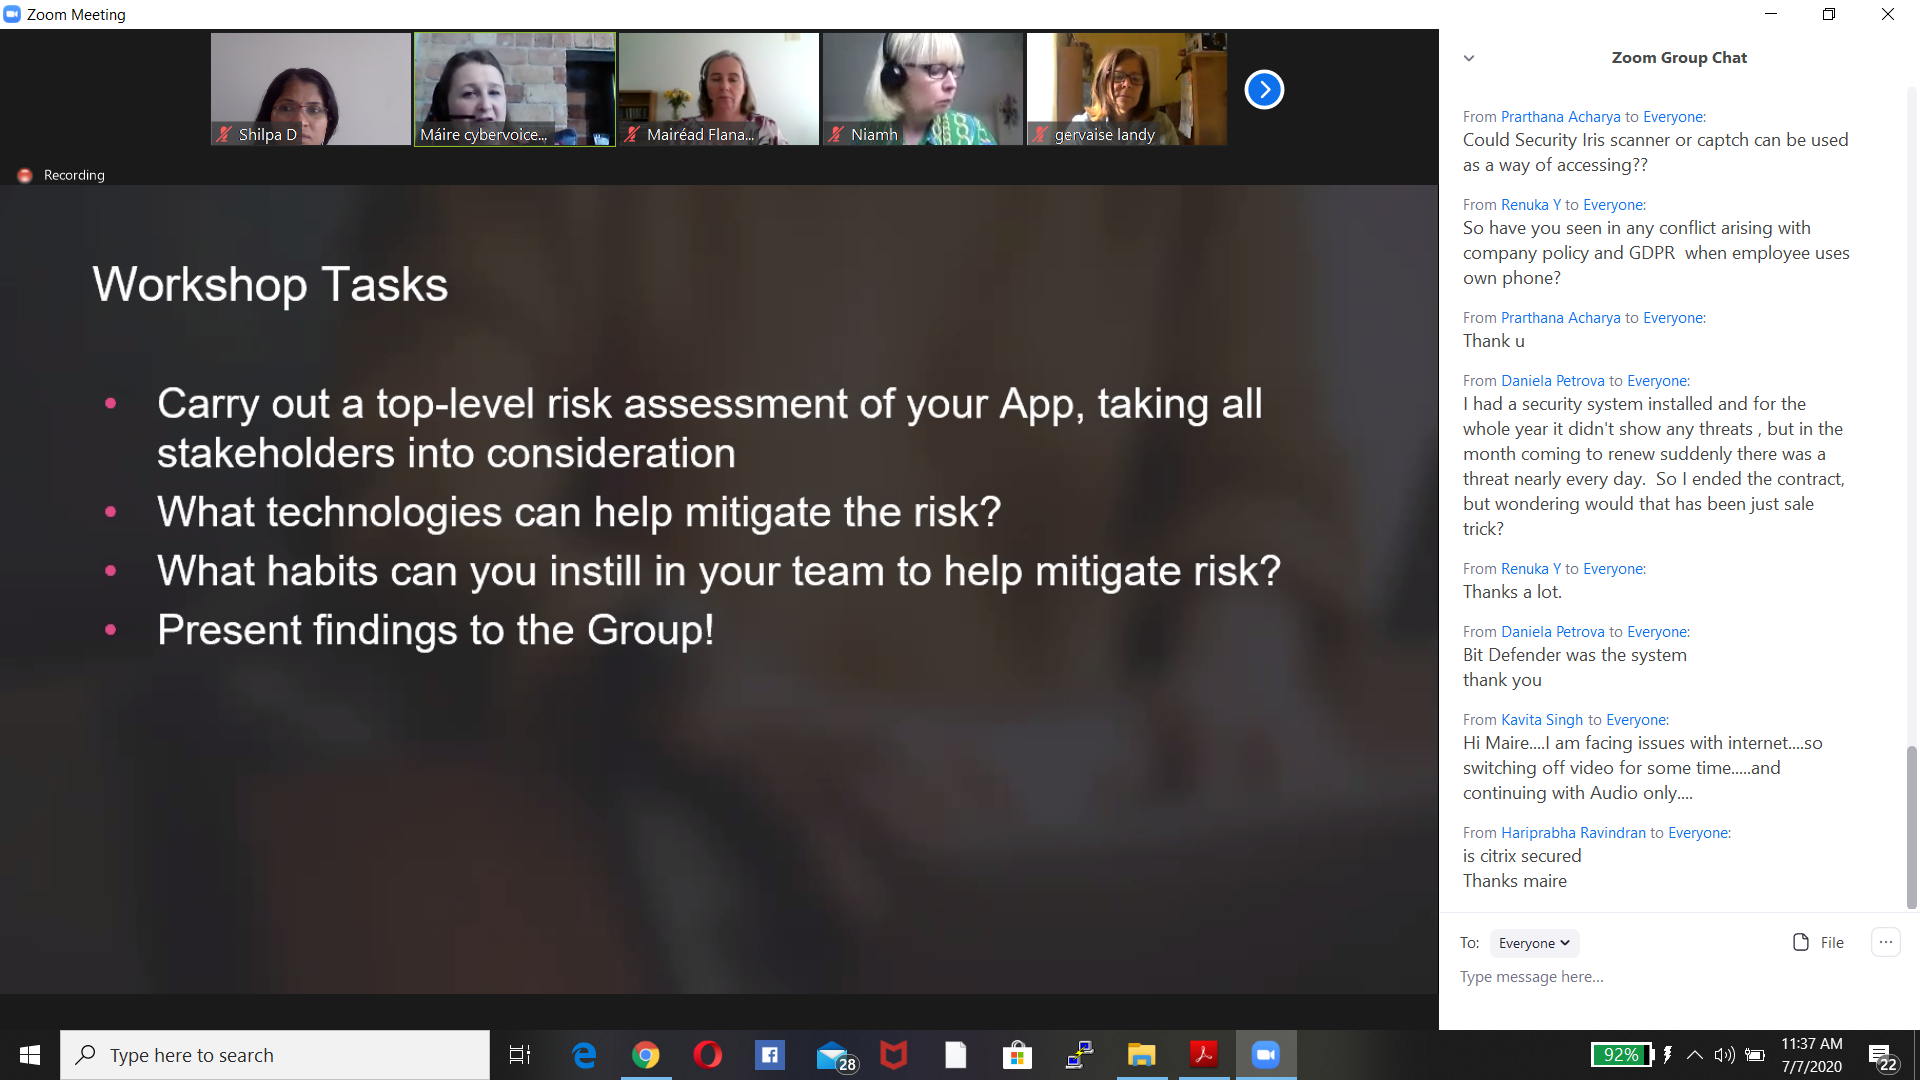 Zoom Meeting
Shilpa D
Máire cybervoice...
Mairéad Flana...
Niamh
gervaise landy
Recording
Workshop Tasks
• Carry out a top-level risk assessment of your App, taking all
stakeholders into consideration
• What technologies can help mitigate the risk?
• What habits can you instill in your team to help mitigate risk?
• Present findings to the Group!
Zoom Group Chat
From Prarthana Acharya to Everyone:
Could Security Iris scanner or captch can be used
as a way of accessing??
From Renuka Y to Everyone:
So have you seen in any conflict arising with
company policy and GDPR  when employee uses
own phone?
From Prarthana Acharya to Everyone:
Thank u
From Daniela Petrova to Everyone:
I had a security system installed and for the
whole year it didn't show any threats , but in the
month coming to renew suddenly there was a
threat nearly every day.  So I ended the contract,
but wondering would that has been just sale
trick?
From Renuka Y to Everyone:
Thanks a lot.
From Daniela Petrova to Everyone:
Bit Defender was the system
thank you
From Kavita Singh to Everyone:
Hi Maire....I am facing issues with internet....so
switching off video for some time.....and
continuing with Audio only....
From Hariprabha Ravindran to Everyone:
is citrix secured
Thanks maire
To: Everyone
File
...
Type message here...
Type here to search
28
92%
11:37 AM
7/7/2020
22